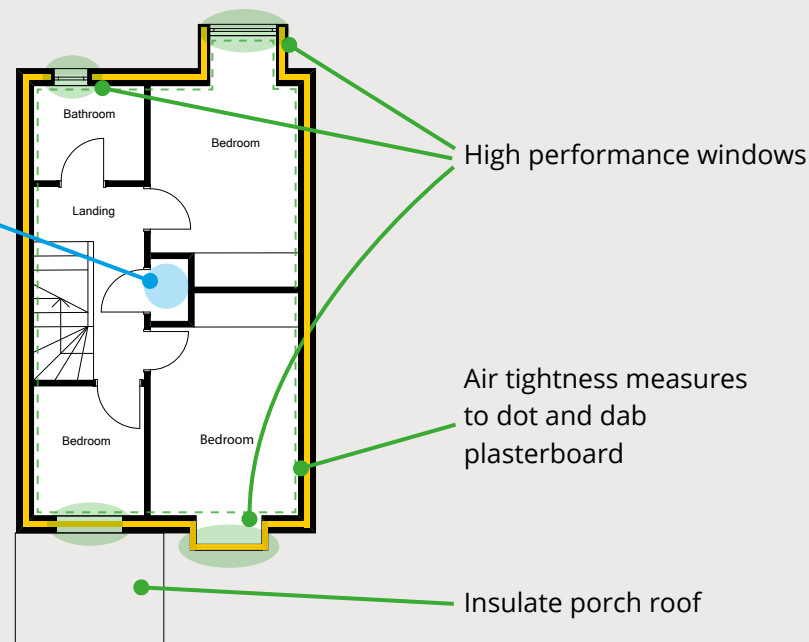 Bathroom
Bedroom
High performance windows
Landing
Air tightness measures
to dot and dab
plasterboard
Bedroom
Bedroom
Insulate porch roof